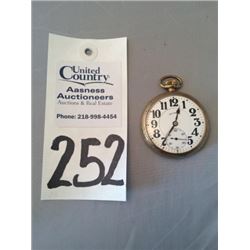 United
Country
Aasness
Auctioneers
Auctions & Real Estate
Phone: 218-998-4454
252